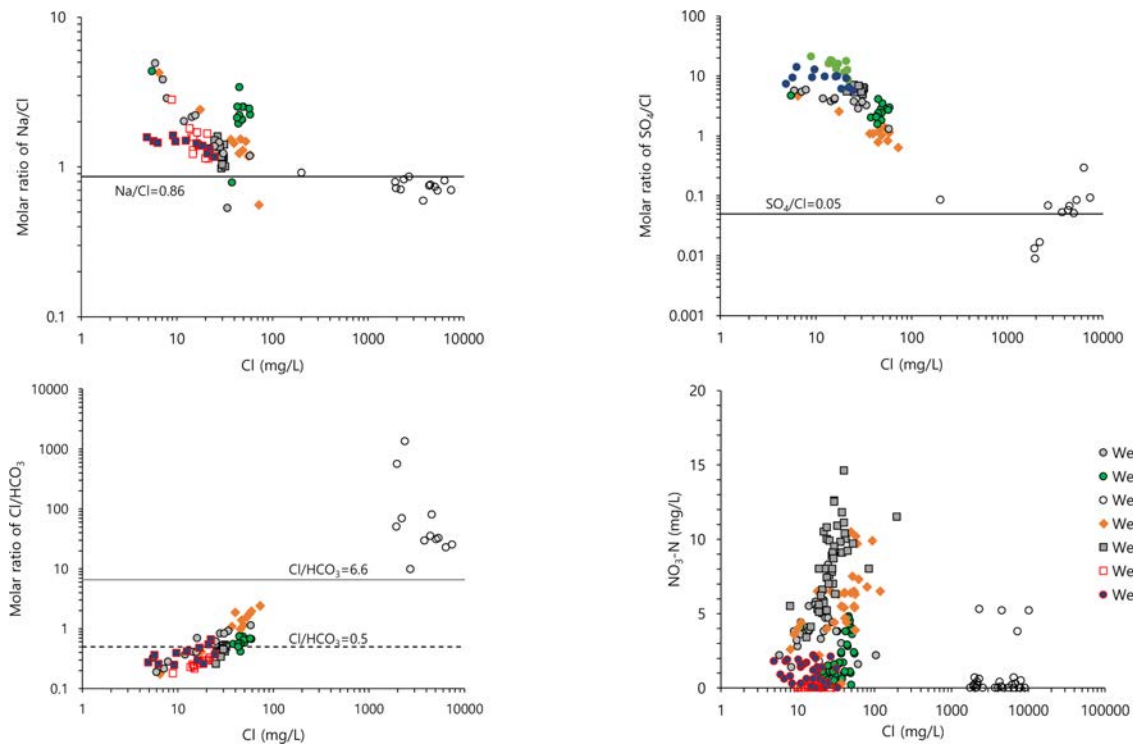 10
1
0.1
Molar ratio of Na/Cl
Na/Cl=0.86
1 10 100 1000 10000
Cl (mg/L)
100
10
1
0.1
0.01
0.001
Molar ratio of SO₄/Cl
SO₄/Cl=0.05
1 10 100 1000 10000
Cl (mg/L)
10000
1000
100
10
1
0.1
Molar ratio of Cl/HCO₃
Cl/HCO₃=6.6
Cl/HCO₃=0.5
1 10 100 1000 10000
Cl (mg/L)
20
15
10
5
0
NO₃-N (mg/L)
1 10 100 1000 10000 100000
Cl (mg/L)
We
We
We
We
We
We
We